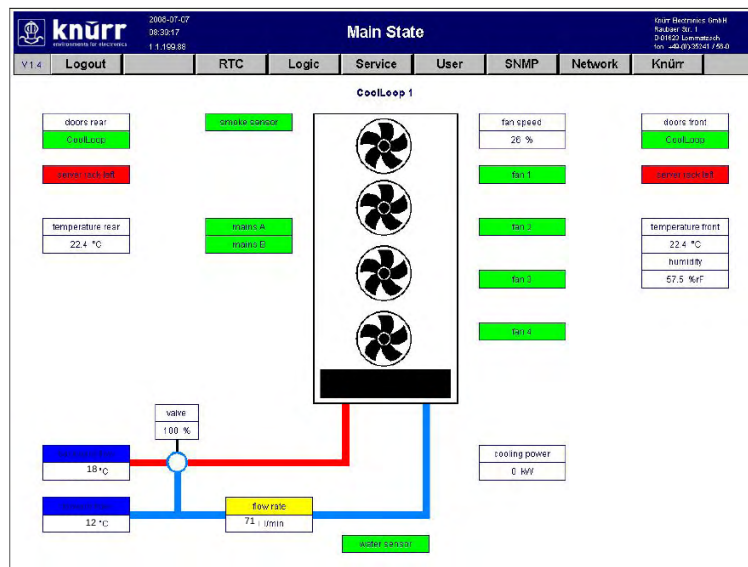 knürr
environments for electronics
2008-07-07
08:39:17
1.1.199.88
Main State
Knürr Electronics GmbH
Raubaer Str. 1
D-01623 Lommatzsch
V 1.4
Logout
RTC
Logic
Service
User
SNMP
Network
Knürr
CoolLoop 1
doors rear
CoolLoop
server rack left
smoke sensor
fan speed
26 %
doors front
CoolLoop
server rack left
fan 1
temperature rear
22.4 °C
mains A
mains B
fan 2
temperature front
22.4 °C
humidity
57.5 %rF
fan 3
fan 4
valve
100 %
18 °C
cooling power
0 kW
12 °C
flow rate
71 l/min
water sensor